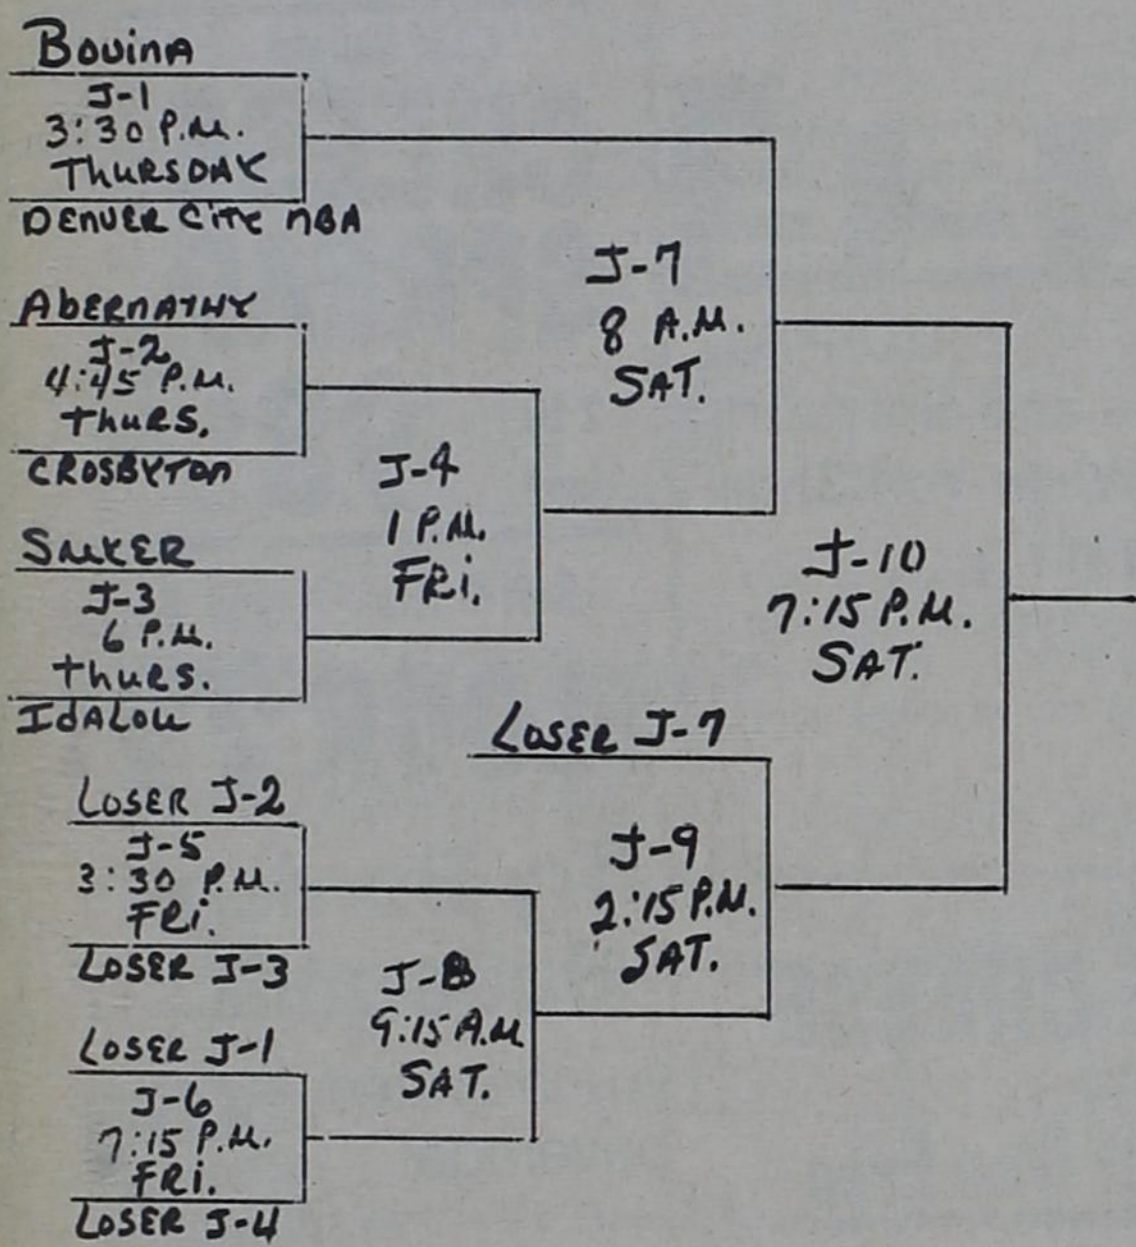 Bovina
J-1
3:30 P.M.
THURSDAY
DENVER CITY NBA
ABERNATHY
J-2
4:45 P.M.
thurs.
CROSBYTON
SMYER
J-3
6 P.M.
thurs.
IdALOU
J-4
1 P.M.
FRi.
J-7
8 A.M.
SAT.
J-10
7:15 P.M.
SAT.
LOSER J-7
LOSER J-2
J-5
3:30 P.M.
FRi.
LOSER J-3
J-9
2:15 P.M.
SAT.
J-8
9:15 A.M
SAT.
LOSER J-1
J-6
7:15 P.M.
FRi.
LOSER J-4